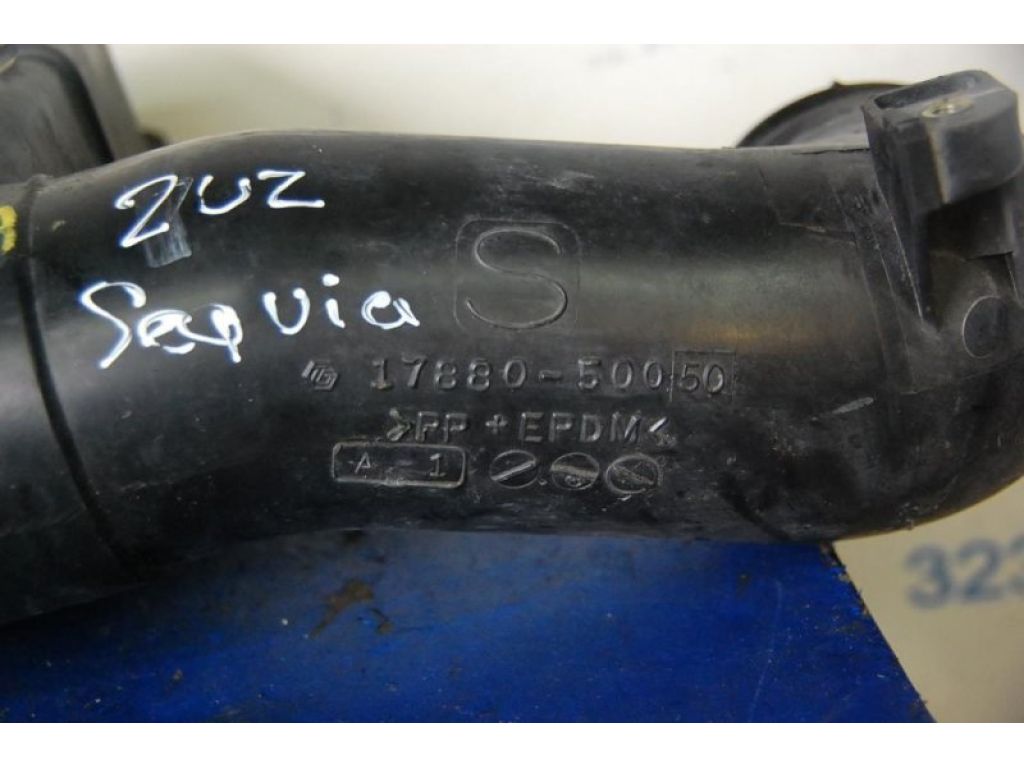 2UZ
Sequia
S
17880-50050
>PP+EPDM<
A-1
323